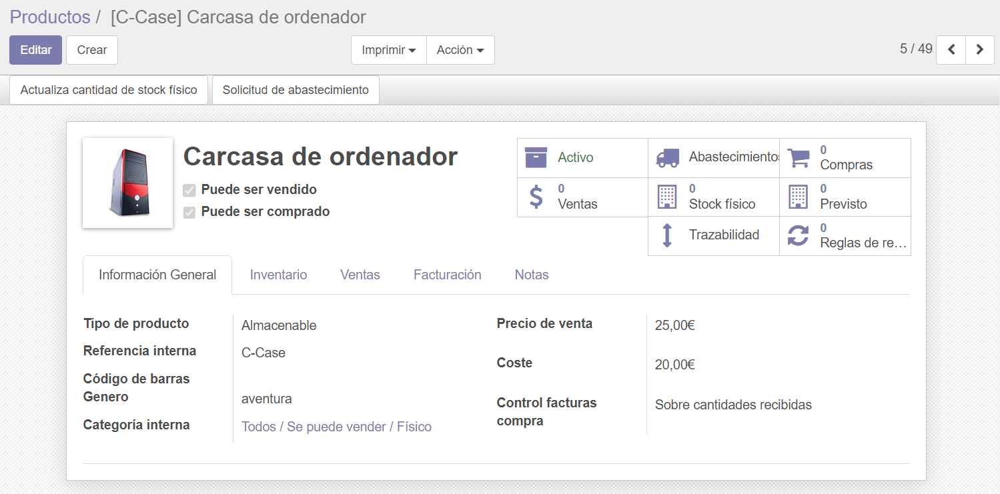 Productos / [C-Case] Carcasa de ordenador
Editar Crear Imprimir Acción 5 / 49
Actualiza cantidad de stock físico Solicitud de abastecimiento
Carcasa de ordenador
Puede ser vendido
Puede ser comprado
Activo
Abastecimientos
0
Compras
0
Ventas
0
Stock físico
0
Previsto
Trazabilidad
0
Reglas de re…
Información General Inventario Ventas Facturación Notas
Tipo de producto Almacenable
Referencia interna C-Case
Código de barras
Genero aventura
Categoría interna Todos / Se puede vender / Físico
Precio de venta 25,00€
Coste 20,00€
Control facturas compra Sobre cantidades recibidas